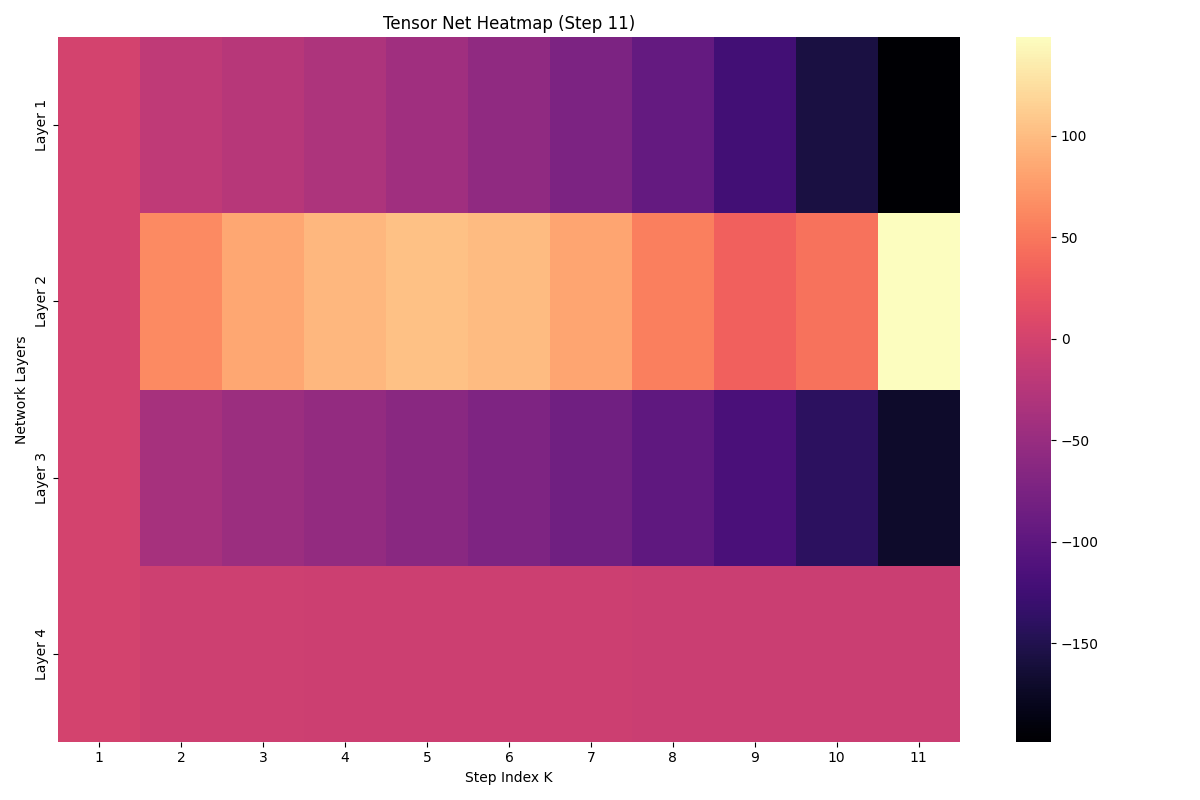 Tensor Net Heatmap (Step 11)
Network Layers
Layer 1
Layer 2
Layer 3
Layer 4
1 2 3 4 5 6 7 8 9 10 11
Step Index K
100
50
0
−50
−100
−150